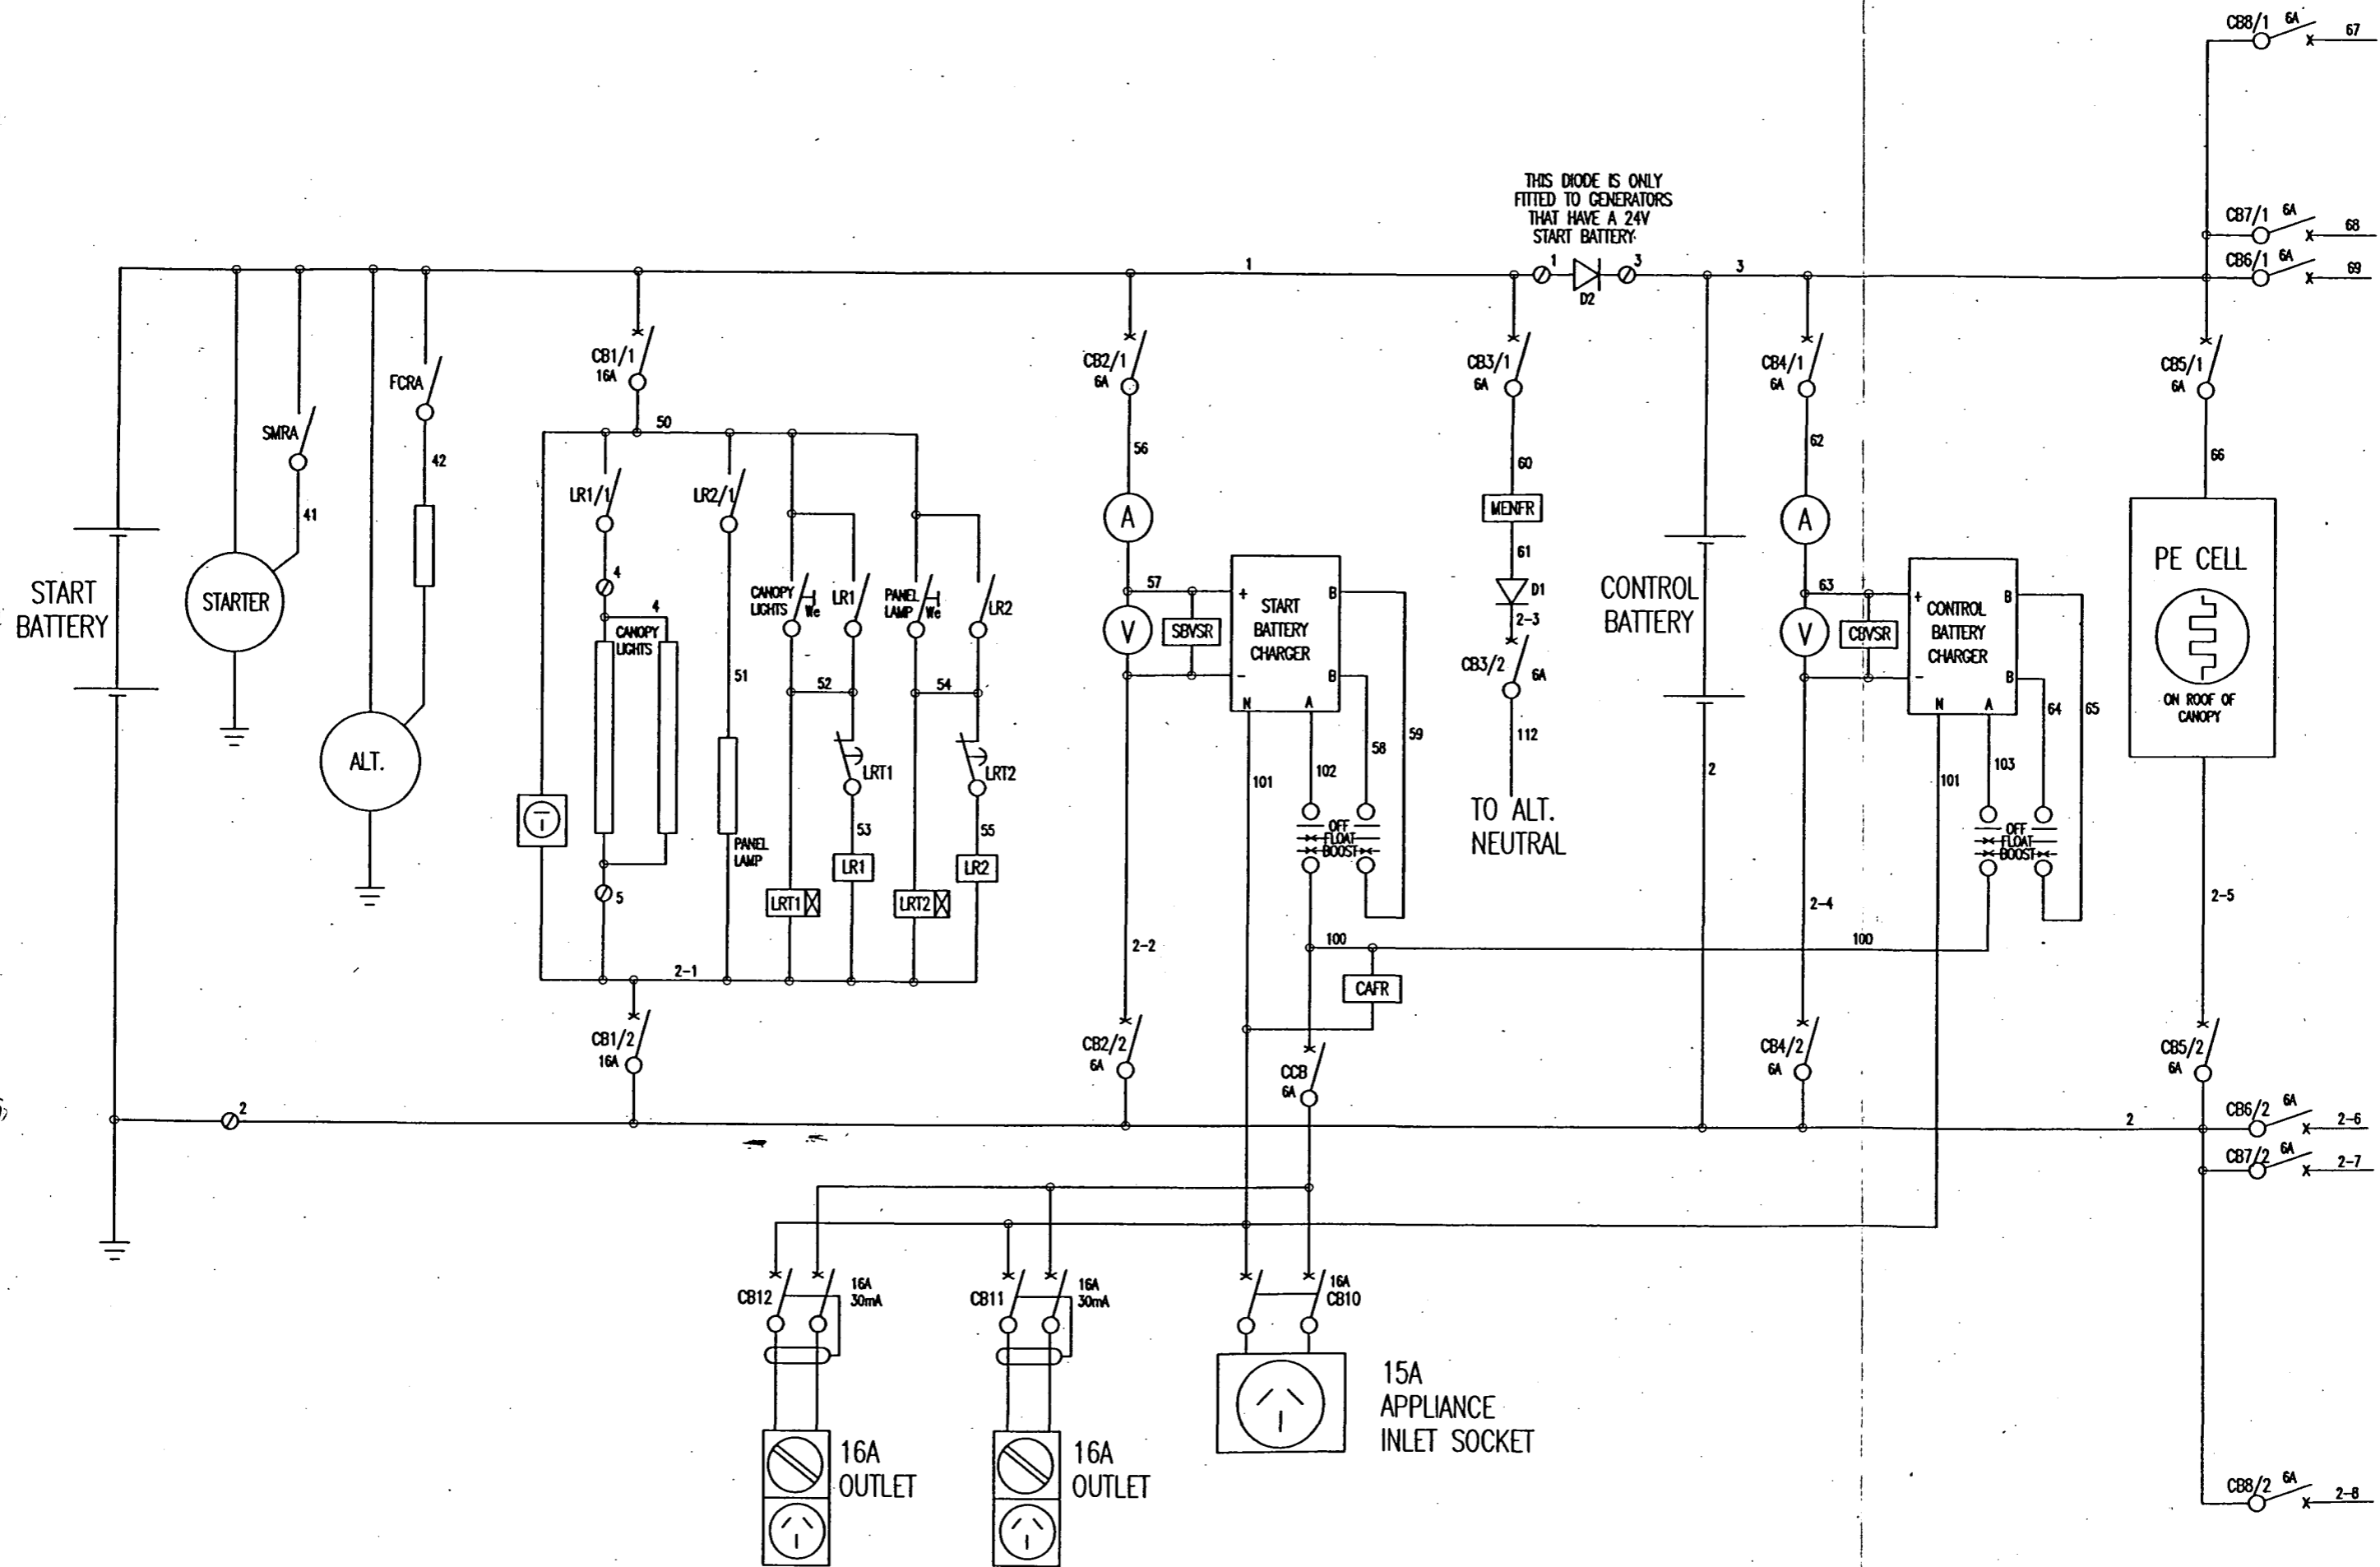 CB8/1 6A
67
THIS DIODE IS ONLY
FITTED TO GENERATORS
THAT HAVE A 24V
START BATTERY.
CB7/1 6A
68
1
1
3
3
D2
CB6/1 6A
69
CB1/1
16A
FCRA
SMRA
42
41
CB2/1
6A
CB3/1
6A
CB4/1
6A
CB5/1
6A
50
56
60
62
66
LR1/1
LR2/1
A
MENFR
A
START
BATTERY
STARTER
4
4
CANOPY
LIGHTS
CANOPY
LIGHTS
We
LR1
PANEL
LAMP
We
LR2
57
V
SBVSR
+
START
BATTERY
CHARGER
-
B
B
N
A
61
D1
2-3
CB3/2
6A
CONTROL
BATTERY
63
V
CBVSR
+
CONTROL
BATTERY
CHARGER
-
B
B
N
A
PE CELL
ON ROOF OF
CANOPY
51
52
54
ALT.
LRT1
LRT2
101
102
58
59
112
2
101
103
64
65
53
55
TO ALT.
NEUTRAL
OFF
FLOAT
BOOST
OFF
FLOAT
BOOST
PANEL
LAMP
LR1
LR2
5
LRT1
LRT2
2-4
2-5
2-2
100
100
2-1
CAFR
CB1/2
16A
CB2/2
6A
CCB
6A
CB4/2
6A
CB5/2
6A
2
2
CB6/2 6A
2-6
CB7/2 6A
2-7
CB12
16A
30mA
CB11
16A
30mA
16A
CB10
15A
APPLIANCE
INLET SOCKET
16A
OUTLET
16A
OUTLET
CB8/2 6A
2-8